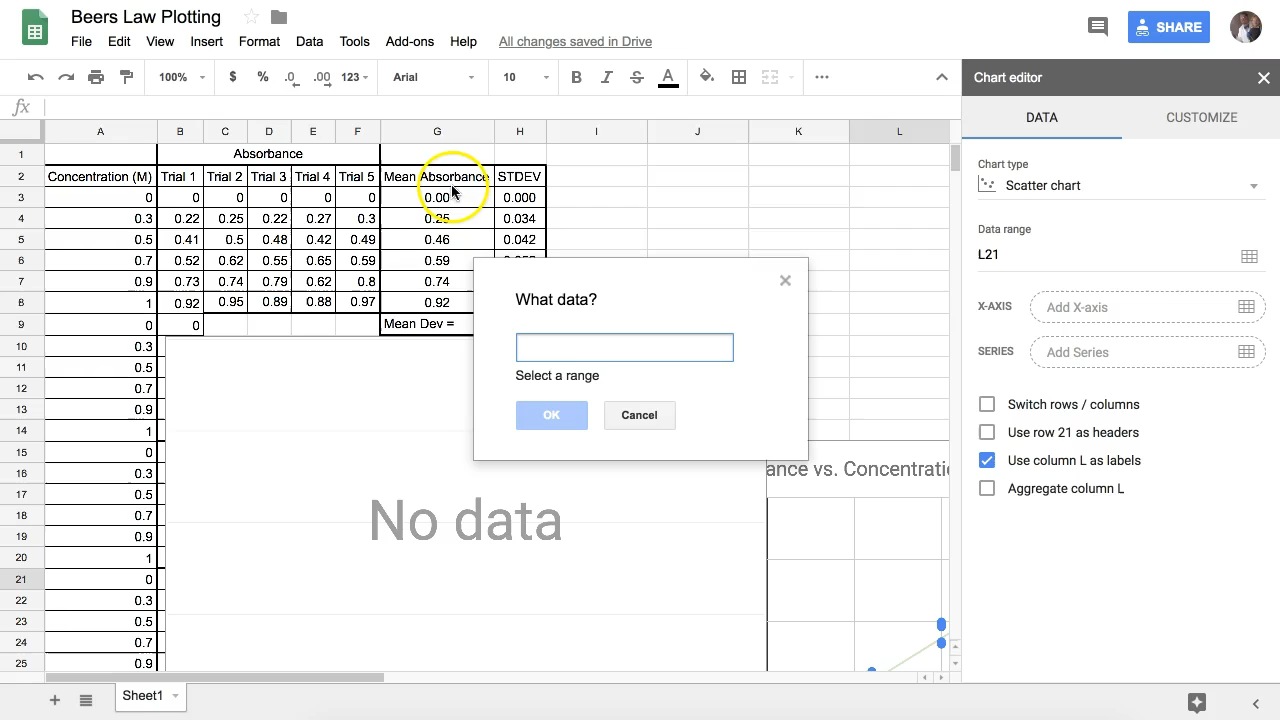 Beers Law Plotting
File Edit View Insert Format Data Tools Add-ons Help All changes saved in Drive
SHARE
100% $ % .0 .00 123 Arial 10 B I S A ...
Chart editor
fx
DATA CUSTOMIZE
A B C D E F G H I J K L
1 Absorbance
2 Concentration (M) Trial 1 Trial 2 Trial 3 Trial 4 Trial 5 Mean Absorbance STDEV
3 0 0 0 0 0 0 0.00 0.000
4 0.3 0.22 0.25 0.22 0.27 0.3 0.25 0.034
5 0.5 0.41 0.5 0.48 0.42 0.49 0.46 0.042
6 0.7 0.52 0.62 0.55 0.65 0.59 0.59
7 0.9 0.73 0.74 0.79 0.62 0.8 0.74
8 1 0.92 0.95 0.89 0.88 0.97 0.92
9 0 0 Mean Dev =
10 0.3
11 0.5
12 0.7
13 0.9
14 1
15 0
16 0.3
17 0.5
18 0.7
19 0.9
20 1
21 0
22 0.3
23 0.5
24 0.7
25 0.9
What data?
Select a range
OK Cancel
No data
ance vs. Concentrati
Chart type
Scatter chart
Data range
L21
X-AXIS Add X-axis
SERIES Add Series
Switch rows / columns
Use row 21 as headers
Use column L as labels
Aggregate column L
Sheet1